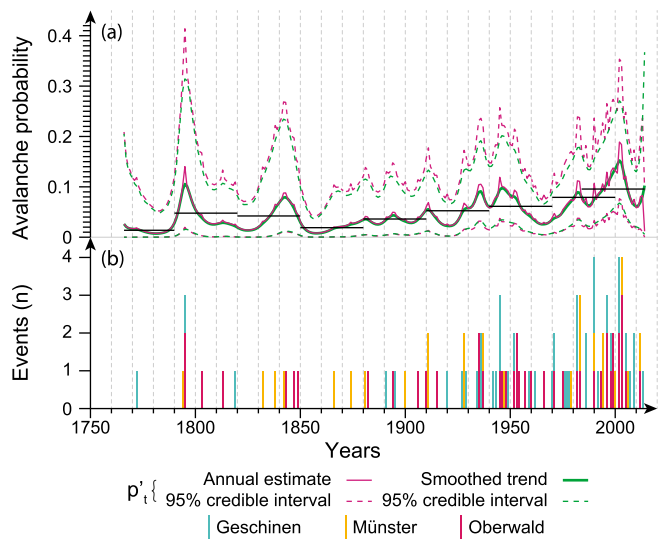 (a)
Avalanche probability
0.4
0.3
0.2
0.1
0
(b)
Events (n)
4
3
2
1
0
1750 1800 1850 1900 1950 2000
Years
p't { Annual estimate Smoothed trend
95% credible interval 95% credible interval
Geschinen Münster Oberwald